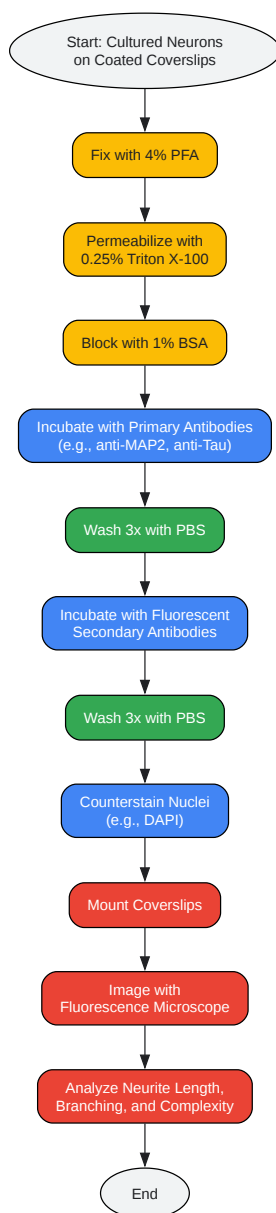 Start: Cultured Neurons
on Coated Coverslips
Fix with 4% PFA
Permeabilize with
0.25% Triton X-100
Block with 1% BSA
Incubate with Primary Antibodies
(e.g., anti-MAP2, anti-Tau)
Wash 3x with PBS
Incubate with Fluorescent
Secondary Antibodies
Wash 3x with PBS
Counterstain Nuclei
(e.g., DAPI)
Mount Coverslips
Image with
Fluorescence Microscope
Analyze Neurite Length,
Branching, and Complexity
End